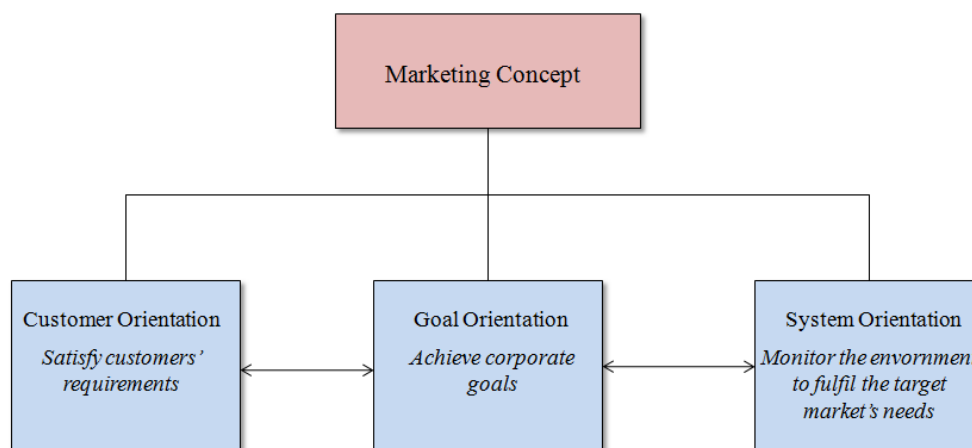 Marketing Concept
Customer Orientation
Satisfy customers’
requirements
Goal Orientation
Achieve corporate
goals
System Orientation
Monitor the envornment
to fulfil the target
market’s needs